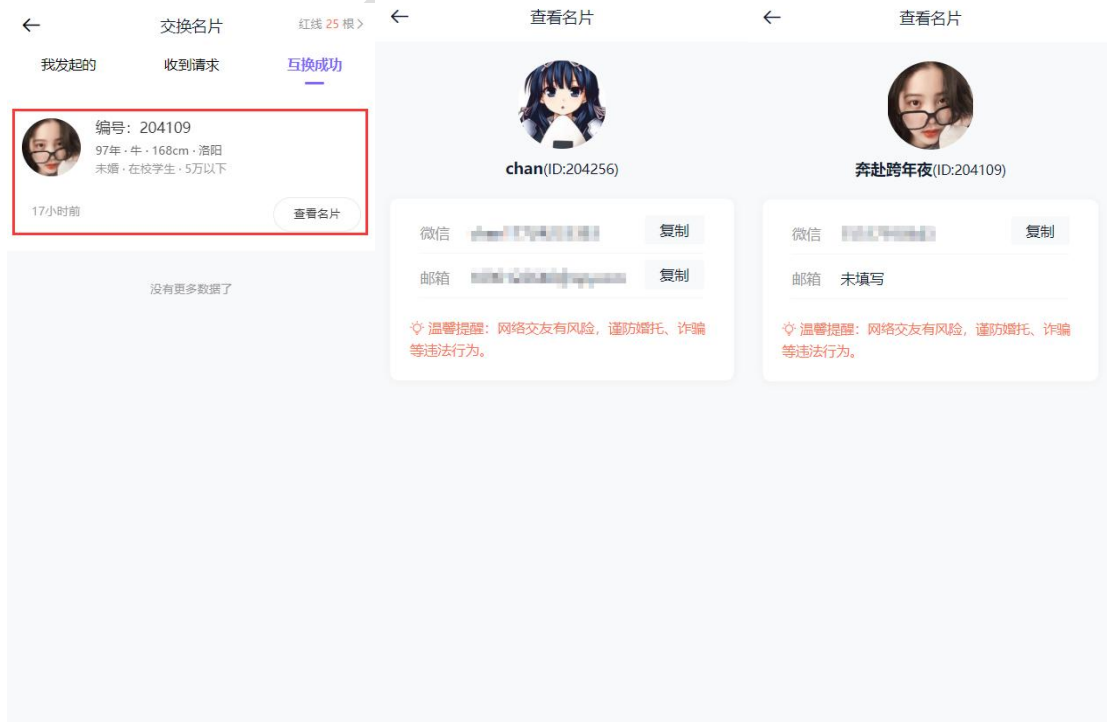 交换名片
红线 25 根
我发起的
收到请求
互换成功
编号：204109
97年 · 牛 · 168cm · 洛阳
未婚 · 在校学生 · 5万以下
17小时前
查看名片
没有更多数据了
查看名片
chan(ID:204256)
微信
复制
邮箱
复制
温馨提醒：网络交友有风险，谨防婚托、诈骗
等违法行为。
查看名片
奔赴跨年夜(ID:204109)
微信
复制
邮箱 未填写
温馨提醒：网络交友有风险，谨防婚托、诈骗
等违法行为。